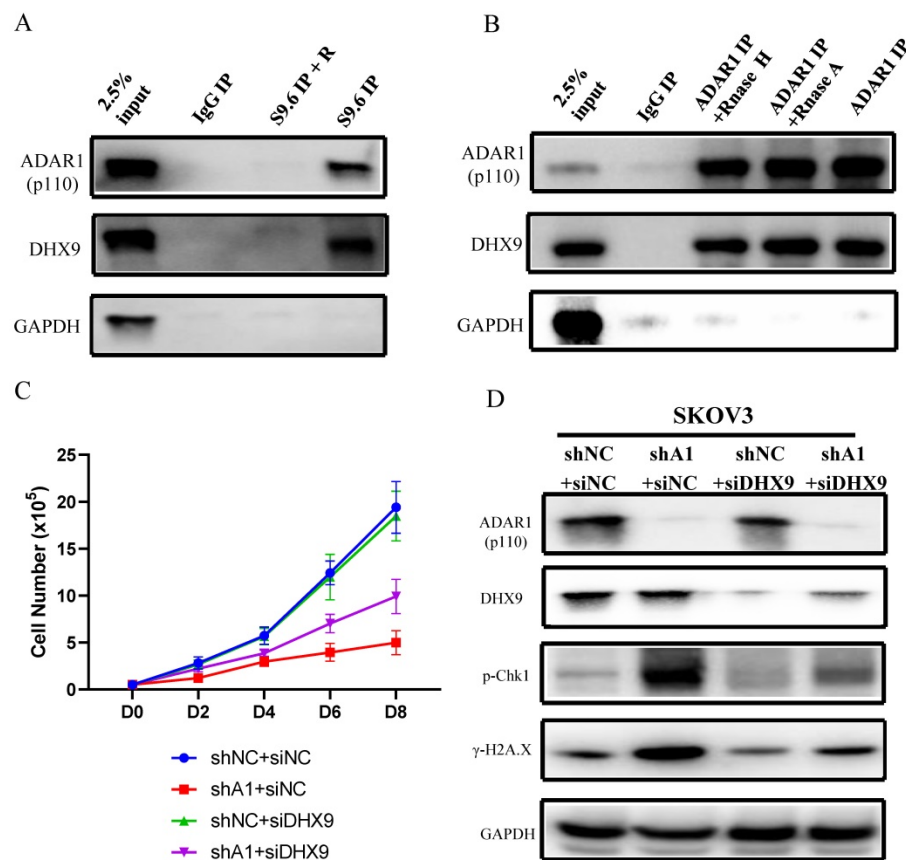 A
2.5%
input
IgG IP
S9.6 IP + R
S9.6 IP
ADAR1
(p110)
DHX9
GAPDH
B
2.5%
input
IgG IP
ADAR1 IP
+Rnase H
ADAR1 IP
+Rnase A
ADAR1 IP
ADAR1
(p110)
DHX9
GAPDH
C
Cell Number (x10⁵)
25
20
15
10
5
0
D0 D2 D4 D6 D8
shNC+siNC
shA1+siNC
shNC+siDHX9
shA1+siDHX9
D
SKOV3
shNC shA1 shNC shA1
+siNC +siNC +siDHX9 +siDHX9
ADAR1
(p110)
DHX9
p-Chk1
γ-H2A.X
GAPDH